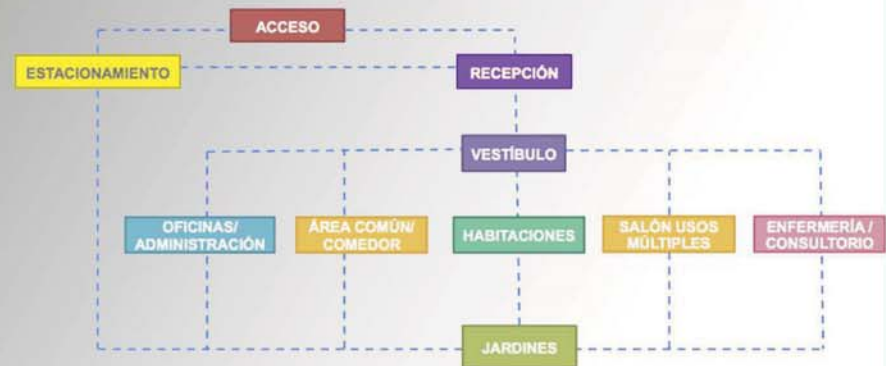 ACCESO
ESTACIONAMIENTO
RECEPCIÓN
VESTÍBULO
OFICINAS/
ADMINISTRACIÓN
ÁREA COMÚN/
COMEDOR
HABITACIONES
SALÓN USOS
MÚLTIPLES
ENFERMERÍA /
CONSULTORIO
JARDINES